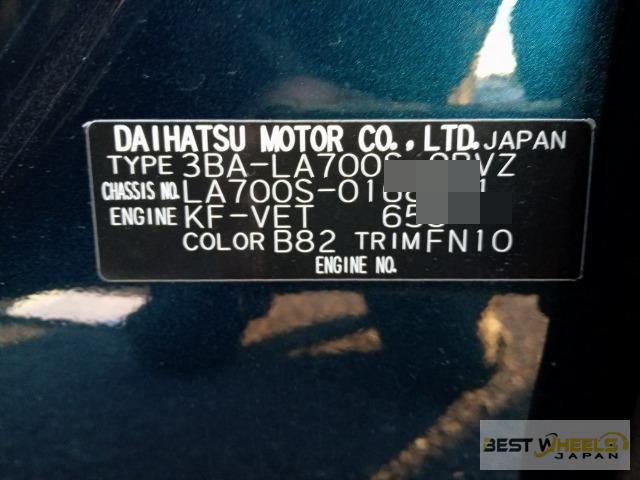 DAIHATSU MOTOR CO., LTD. JAPAN
TYPE 3BA-LA700S
CHASSIS NO. LA700S-016
ENGINE KF-VET 65
COLOR B82 TRIM FN10
ENGINE NO.
BEST WHEELS
JAPAN